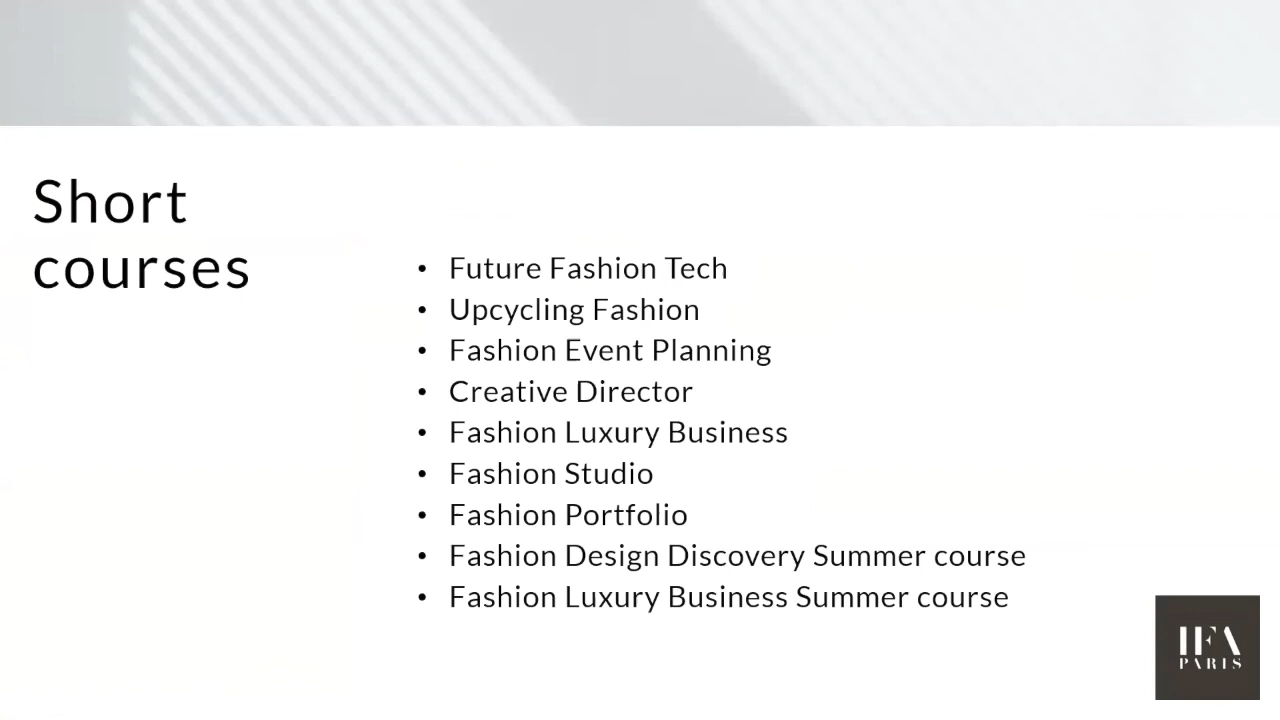 Short
courses
• Future Fashion Tech
• Upcycling Fashion
• Fashion Event Planning
• Creative Director
• Fashion Luxury Business
• Fashion Studio
• Fashion Portfolio
• Fashion Design Discovery Summer course
• Fashion Luxury Business Summer course
IFA
PARIS